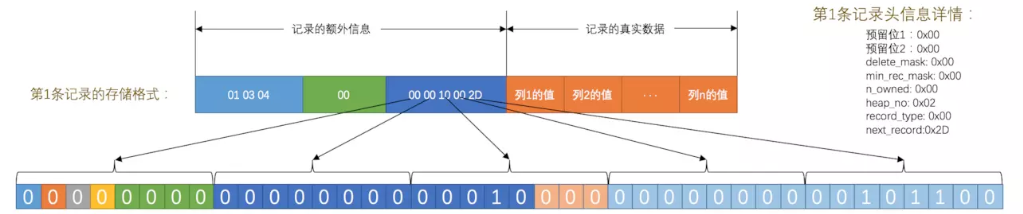 记录的额外信息 记录的真实数据
第1条记录头信息详情：
预留位1：0x00
预留位2：0x00
delete_mask: 0x00
min_rec_mask: 0x00
n_owned: 0x00
heap_no: 0x02
record_type: 0x00
next_record:0x2D
第1条记录的存储格式： 01 03 04 00 00 00 10 00 2D 列1的值 列2的值 ... 列n的值
0 0 0 0 0 0 0 0 0 0 0 0 0 0 0 0 0 0 0 1 0 0 0 0 0 0 0 0 0 0 0 0 0 0 1 0 1 1 0 0